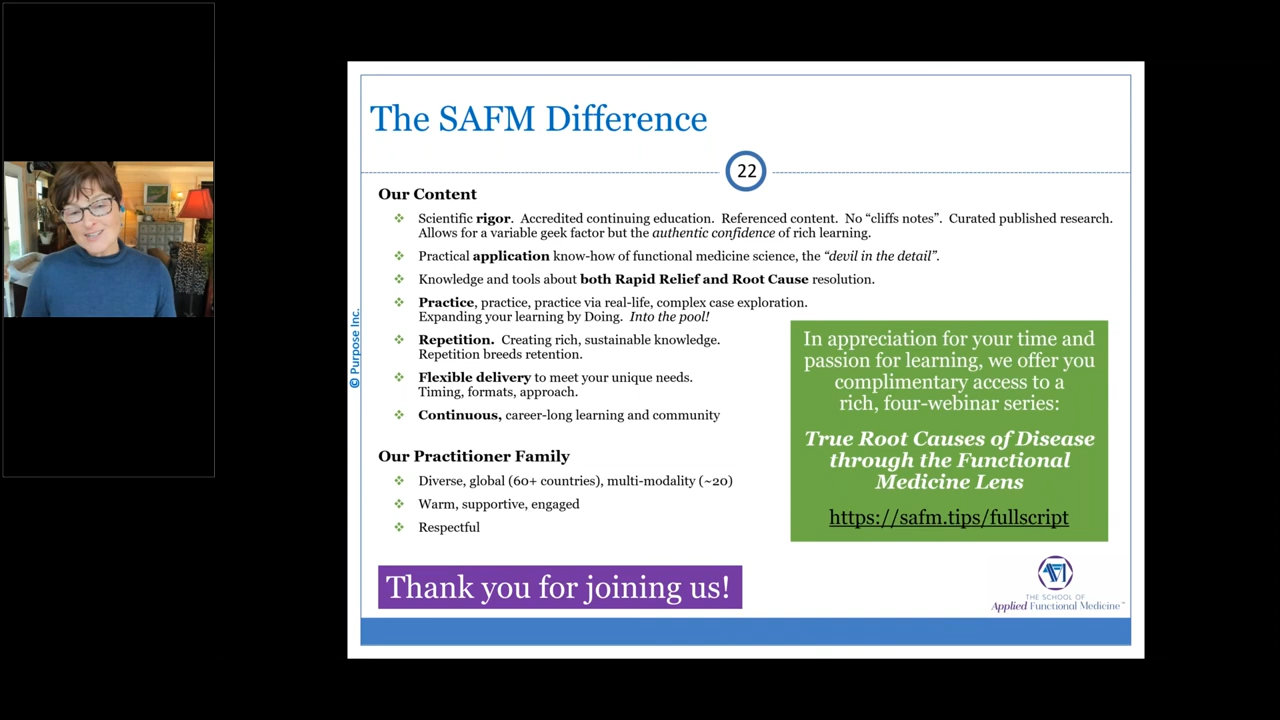 The SAFM Difference
22
Our Content
Scientific rigor. Accredited continuing education. Referenced content. No “cliffs notes”. Curated published research.
Allows for a variable geek factor but the authentic confidence of rich learning.
Practical application know-how of functional medicine science, the “devil in the detail”.
Knowledge and tools about both Rapid Relief and Root Cause resolution.
Practice, practice, practice via real-life, complex case exploration.
Expanding your learning by Doing. Into the pool!
Repetition. Creating rich, sustainable knowledge.
Repetition breeds retention.
Flexible delivery to meet your unique needs.
Timing, formats, approach.
Continuous, career-long learning and community
Our Practitioner Family
Diverse, global (60+ countries), multi-modality (~20)
Warm, supportive, engaged
Respectful
© Purpose Inc.
In appreciation for your time and
passion for learning, we offer you
complimentary access to a
rich, four-webinar series:
True Root Causes of Disease
through the Functional
Medicine Lens
https://safm.tips/fullscript
Thank you for joining us!
THE SCHOOL OF
Applied Functional Medicine™